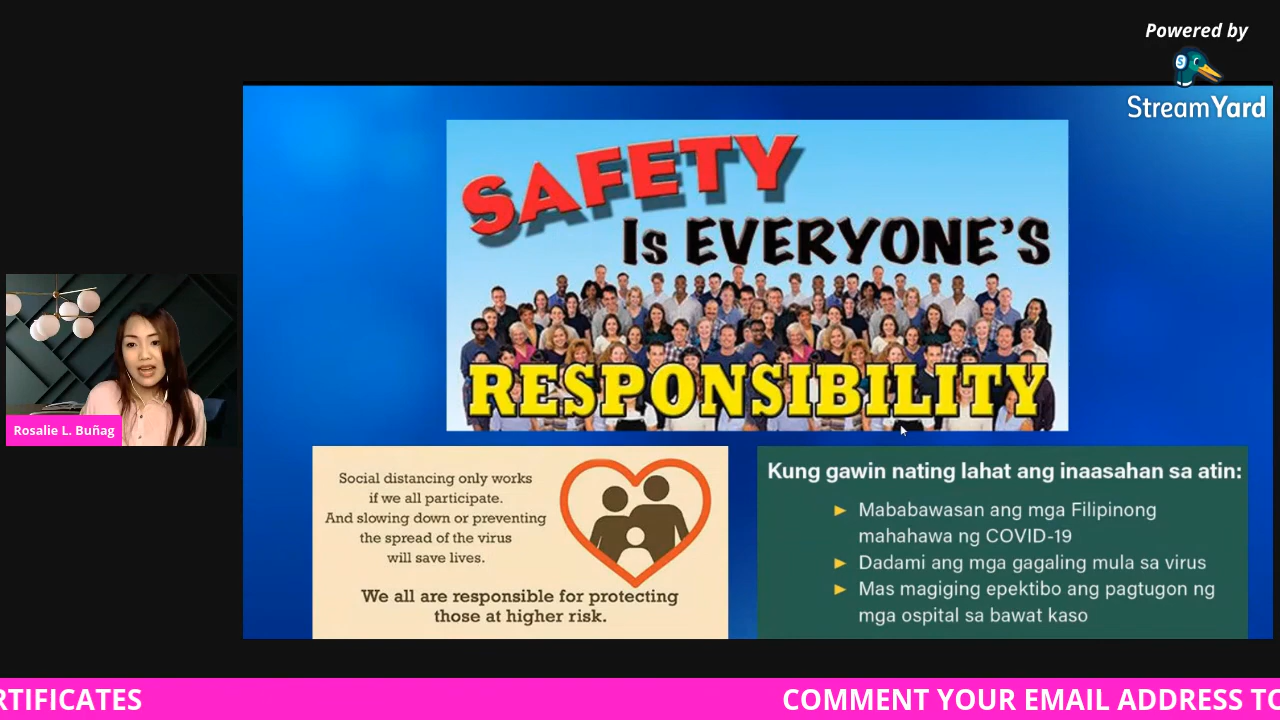 Powered by
StreamYard
SAFETY
Is EVERYONE'S
RESPONSIBILITY
Rosalie L. Buñag
Social distancing only works
if we all participate.
And slowing down or preventing
the spread of the virus
will save lives.
We all are responsible for protecting
those at higher risk.
Kung gawin nating lahat ang inaasahan sa atin:
► Mababawasan ang mga Filipinong
mahahawa ng COVID-19
► Dadami ang mga gagaling mula sa virus
► Mas magiging epektibo ang pagtugon ng
mga ospital sa bawat kaso
RTIFICATES COMMENT YOUR EMAIL ADDRESS TO